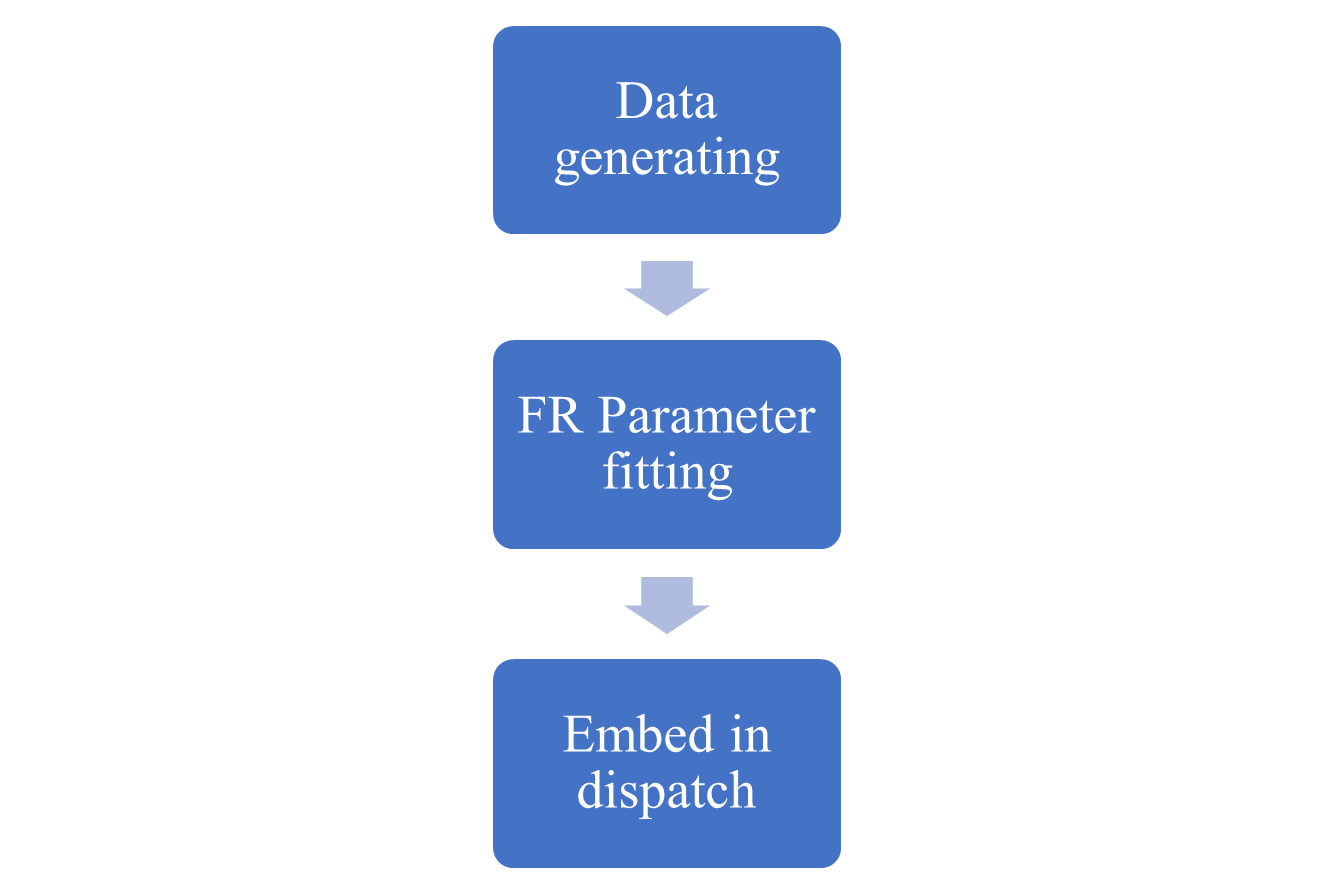 Data
generating
FR Parameter
fitting
Embed in
dispatch